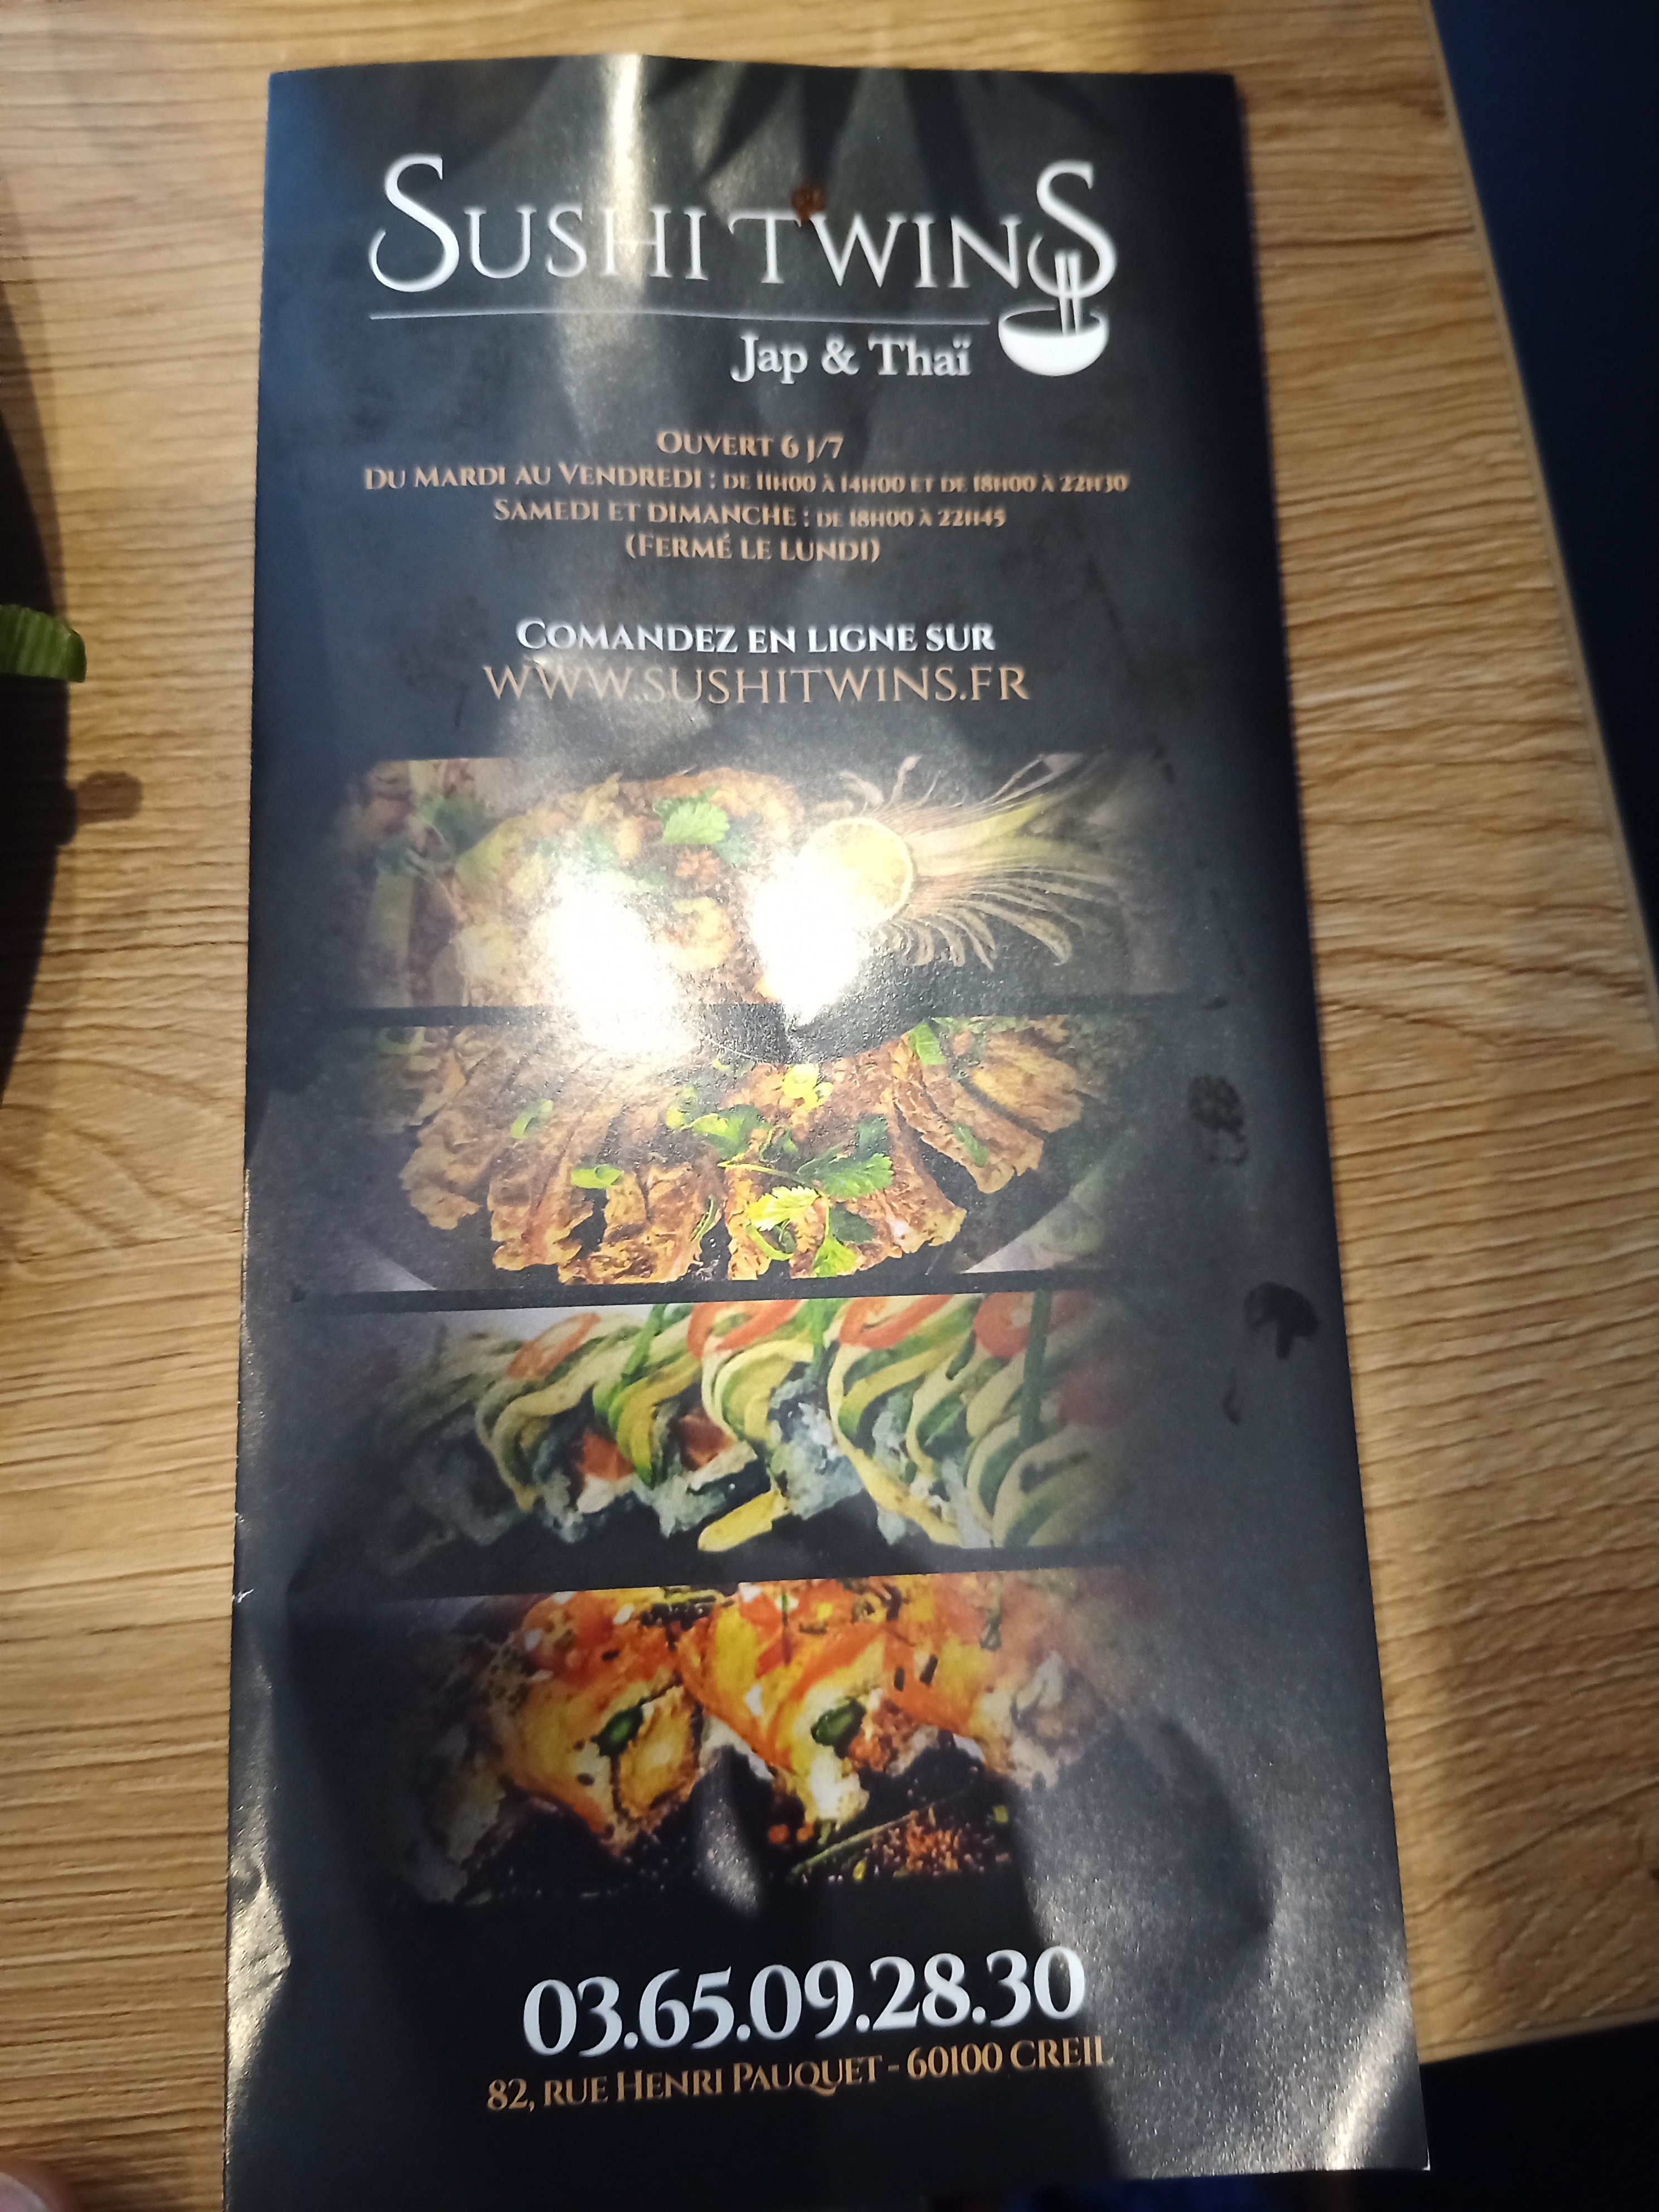 SUSHI TWINS
Jap & Thaï
OUVERT 6 J/7
DU MARDI AU VENDREDI : DE 11H00 À 14H00 ET DE 18H00 À 22H30
SAMEDI ET DIMANCHE : DE 18H00 À 22H45
(FERMÉ LE LUNDI)
COMANDEZ EN LIGNE SUR
WWW.SUSHITWINS.FR
03.65.09.28.30
82, RUE HENRI PAUQUET - 60100 CREIL